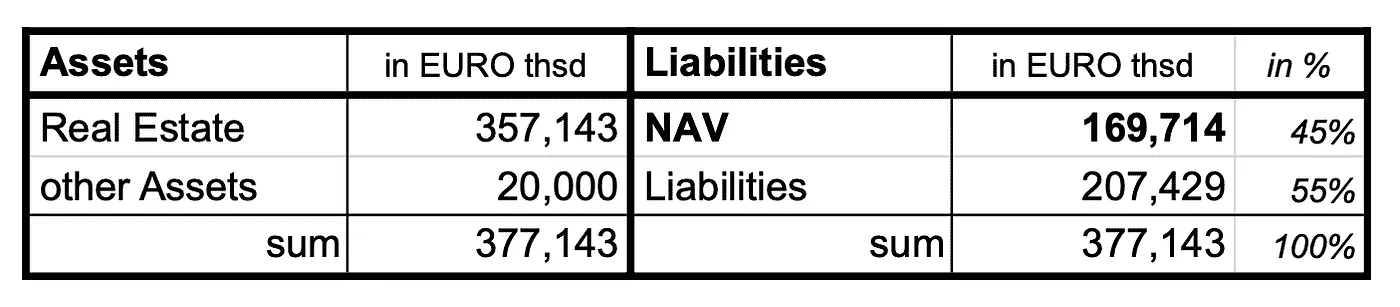 Assets in EURO thsd Liabilities in EURO thsd in %
Real Estate 357,143 NAV 169,714 45%
other Assets 20,000 Liabilities 207,429 55%
sum 377,143 sum 377,143 100%